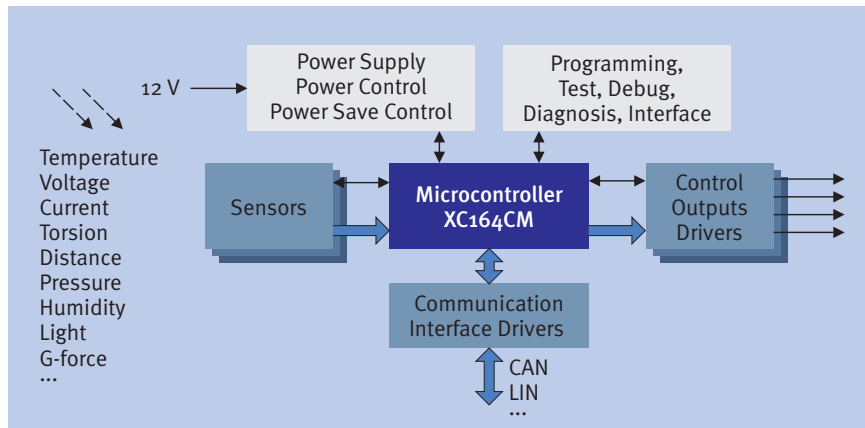 12 V
Power Supply
Power Control
Power Save Control
Programming,
Test, Debug,
Diagnosis, Interface
Temperature
Voltage
Current
Torsion
Distance
Pressure
Humidity
Light
G-force
...
Sensors
Microcontroller
XC164CM
Control
Outputs
Drivers
Communication
Interface Drivers
CAN
LIN
...